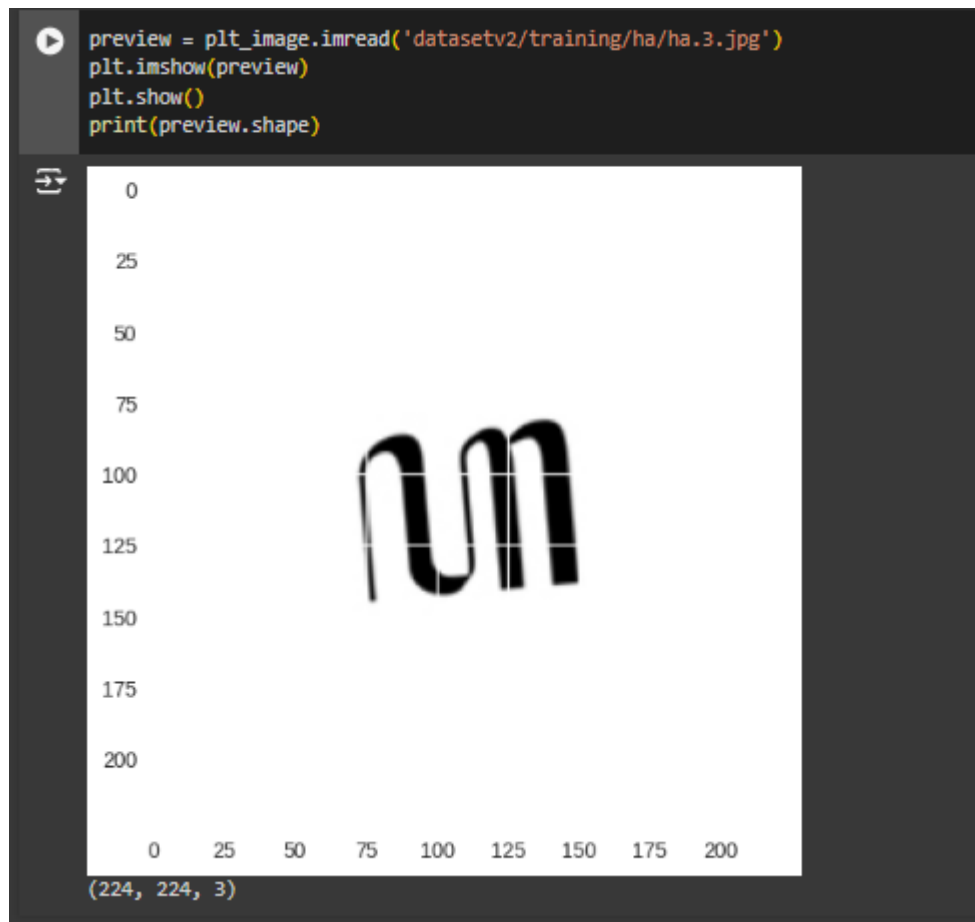 preview = plt_image.imread('datasetv2/training/ha/ha.3.jpg')
plt.imshow(preview)
plt.show()
print(preview.shape)
0
25
50
75
100
125
150
175
200
ꦲ
0 25 50 75 100 125 150 175 200
(224, 224, 3)